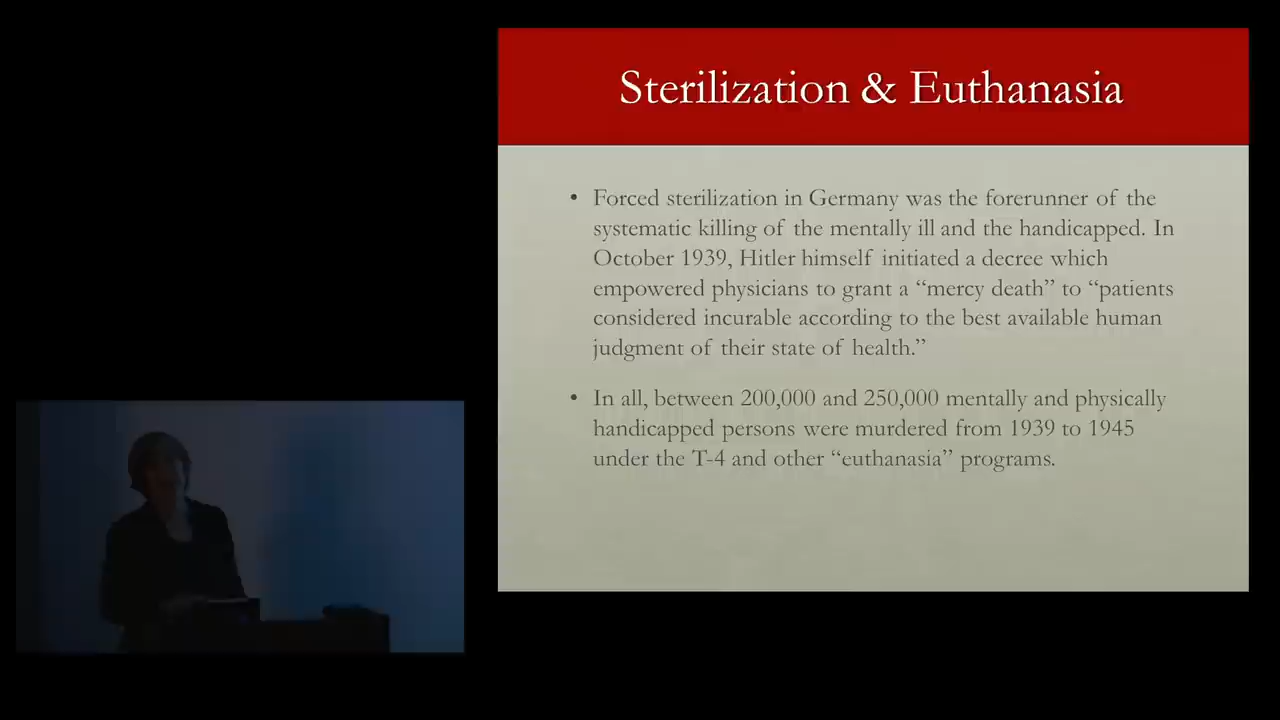 Sterilization & Euthanasia
• Forced sterilization in Germany was the forerunner of the
systematic killing of the mentally ill and the handicapped. In
October 1939, Hitler himself initiated a decree which
empowered physicians to grant a “mercy death” to “patients
considered incurable according to the best available human
judgment of their state of health.”
• In all, between 200,000 and 250,000 mentally and physically
handicapped persons were murdered from 1939 to 1945
under the T-4 and other “euthanasia” programs.